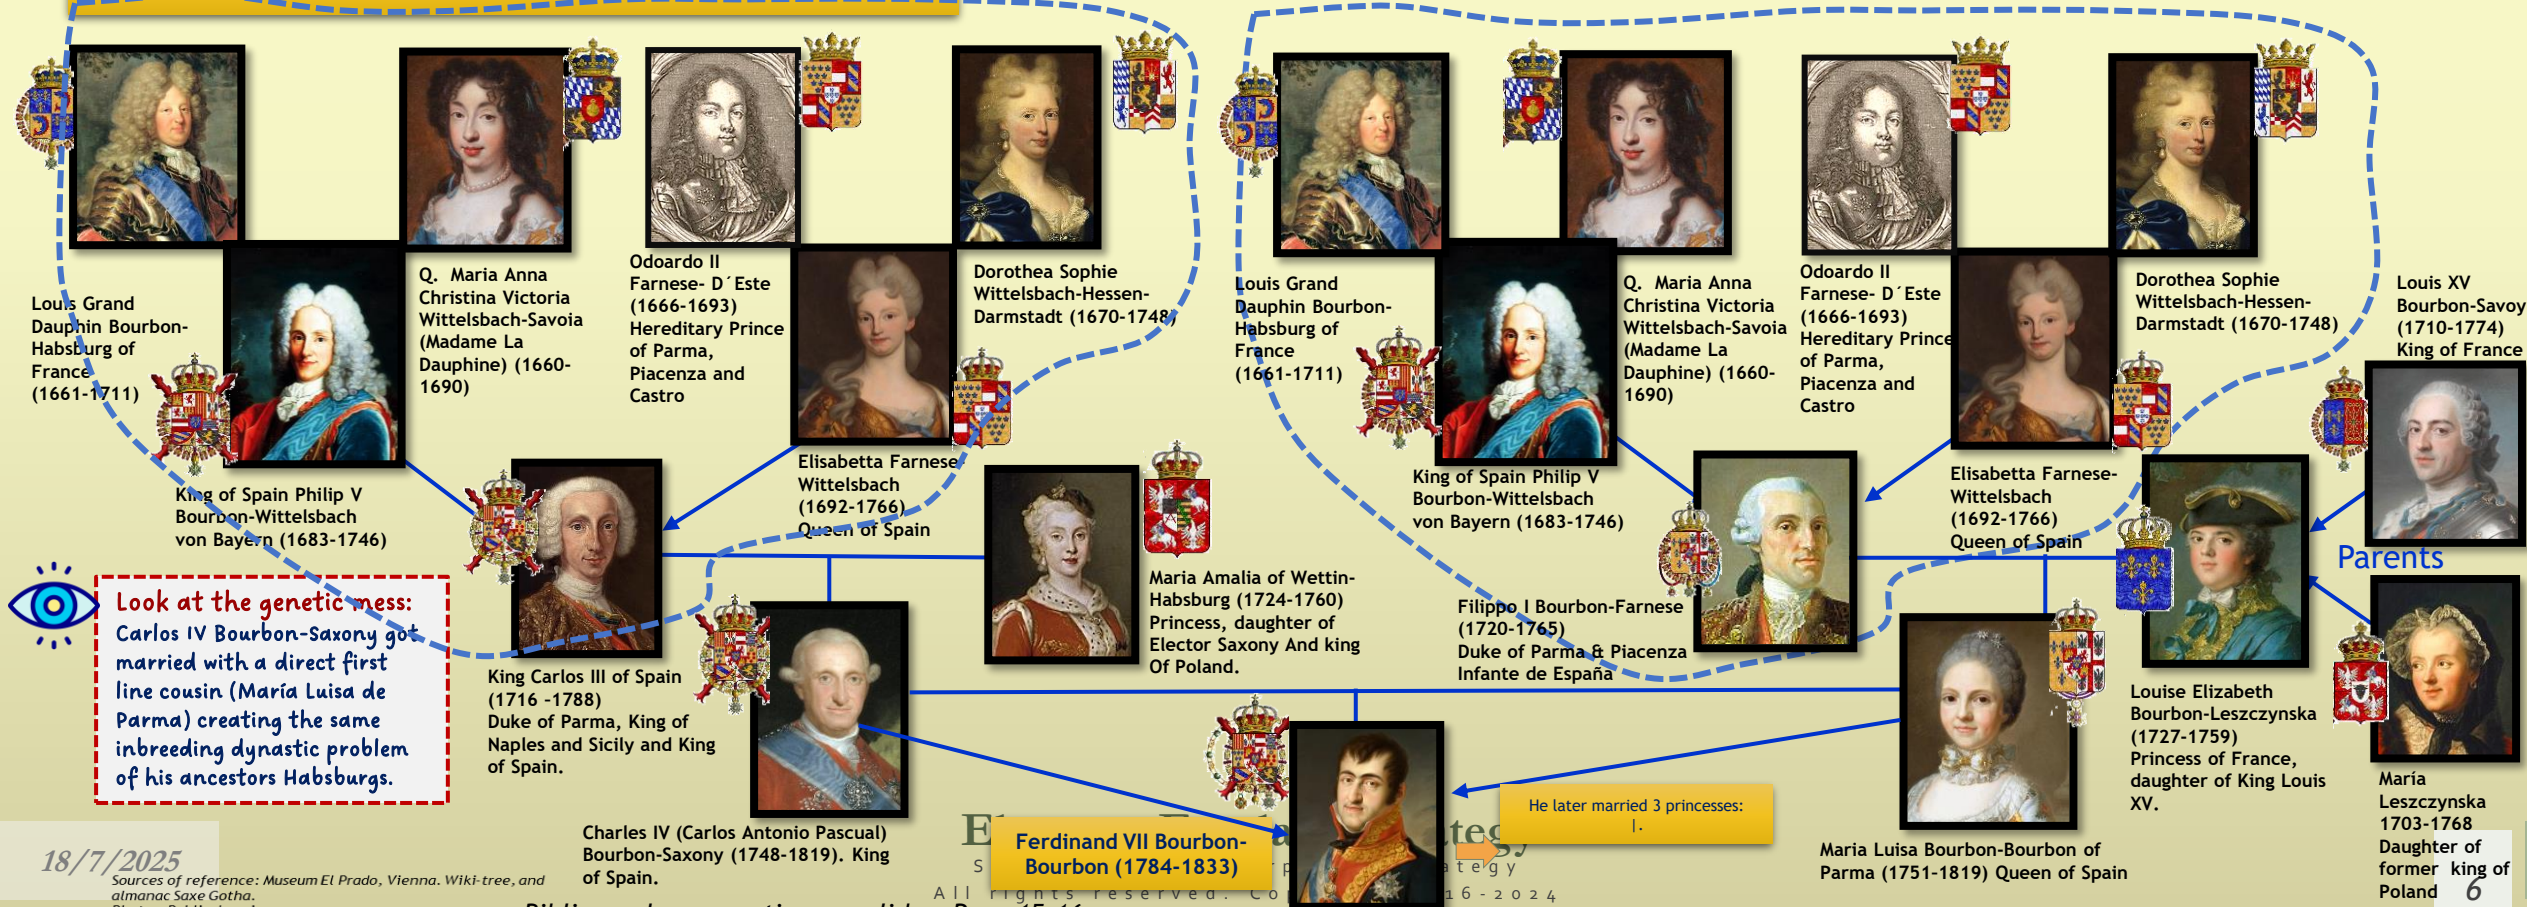 Louis Grand
Dauphin Bourbon-
Habsburg of
France
(1661-1711)
Q. Maria Anna
Christina Victoria
Wittelsbach-Savoia
(Madame La
Dauphine) (1660-
1690)
Odoardo II
Farnese- D´Este
(1666-1693)
Hereditary Prince
of Parma,
Piacenza and
Castro
Dorothea Sophie
Wittelsbach-Hessen-
Darmstadt (1670-1748)
King of Spain Philip V
Bourbon-Wittelsbach
von Bayern (1683-1746)
Elisabetta Farnese-
Wittelsbach
(1692-1766)
Queen of Spain
Louis Grand
Dauphin Bourbon-
Habsburg of
France
(1661-1711)
Q. Maria Anna
Christina Victoria
Wittelsbach-Savoia
(Madame La
Dauphine) (1660-
1690)
Odoardo II
Farnese- D´Este
(1666-1693)
Hereditary Prince
of Parma,
Piacenza and
Castro
Dorothea Sophie
Wittelsbach-Hessen-
Darmstadt (1670-1748)
Louis XV
Bourbon-Savoy
(1710-1774)
King of France
King of Spain Philip V
Bourbon-Wittelsbach
von Bayern (1683-1746)
Elisabetta Farnese-
Wittelsbach
(1692-1766)
Queen of Spain
Parents
Look at the genetic mess:
Carlos IV Bourbon-Saxony got
married with a direct first
line cousin (María Luisa de
Parma) creating the same
inbreeding dynastic problem
of his ancestors Habsburgs.
King Carlos III of Spain
(1716 -1788)
Duke of Parma, King of
Naples and Sicily and King
of Spain.
Maria Amalia of Wettin-
Habsburg (1724-1760)
Princess, daughter of
Elector Saxony And king
Of Poland.
Filippo I Bourbon-Farnese
(1720-1765)
Duke of Parma & Piacenza
Infante de España
Louise Elizabeth
Bourbon-Leszczynska
(1727-1759)
Princess of France,
daughter of King Louis
XV.
María
Leszczynska
1703-1768
Daughter of
former king of
Poland
Charles IV (Carlos Antonio Pascual)
Bourbon-Saxony (1748-1819). King
of Spain.
Ferdinand VII Bourbon-
Bourbon (1784-1833)
He later married 3 princesses:
|.
Maria Luisa Bourbon-Bourbon of
Parma (1751-1819) Queen of Spain
All rights reserved. 16-2024
18/7/2025
Sources of reference: Museum El Prado, Vienna. Wiki-tree, and
almanac Saxe Gotha.
6